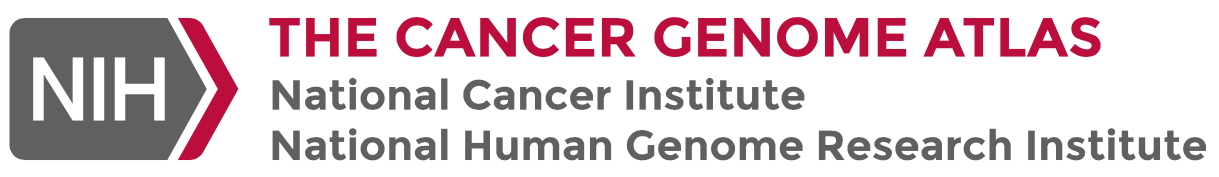 NIH
THE CANCER GENOME ATLAS
National Cancer Institute
National Human Genome Research Institute